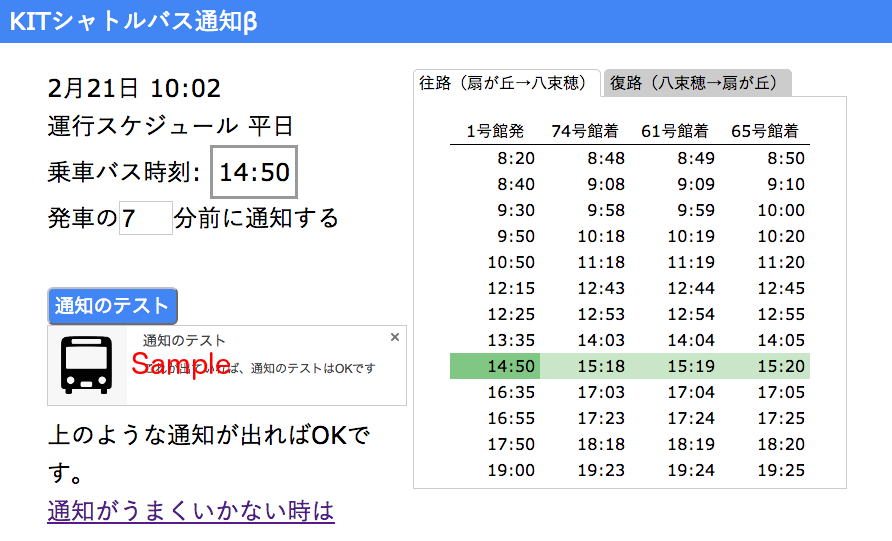 KITシャトルバス通知β
2月21日 10:02
運行スケジュール 平日
乗車バス時刻: 14:50
発車の7分前に通知する
通知のテスト
通知のテスト ×
Sample
これが出ていれば、通知のテストはOKです
上のような通知が出ればOKで
す。
通知がうまくいかない時は
往路（扇が丘→八束穂） 復路（八束穂→扇が丘）
1号館発 74号館着 61号館着 65号館着
8:20 8:48 8:49 8:50
8:40 9:08 9:09 9:10
9:30 9:58 9:59 10:00
9:50 10:18 10:19 10:20
10:50 11:18 11:19 11:20
12:15 12:43 12:44 12:45
12:25 12:53 12:54 12:55
13:35 14:03 14:04 14:05
14:50 15:18 15:19 15:20
16:35 17:03 17:04 17:05
16:55 17:23 17:24 17:25
17:50 18:18 18:19 18:20
19:00 19:23 19:24 19:25